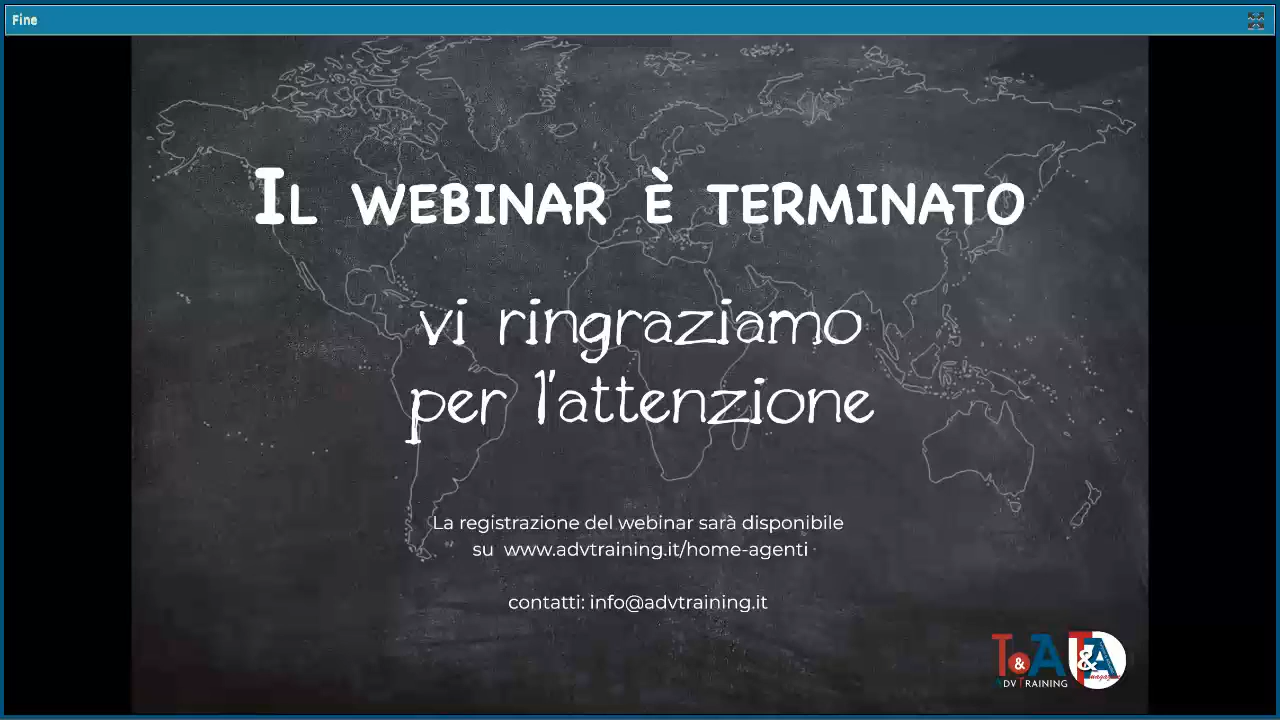 Fine
IL WEBINAR È TERMINATO
vi ringraziamo
per l'attenzione
La registrazione del webinar sarà disponibile
su www.advtraining.it/home-agenti
contatti: info@advtraining.it
T&A T&A
magazine
ADV TRAINING